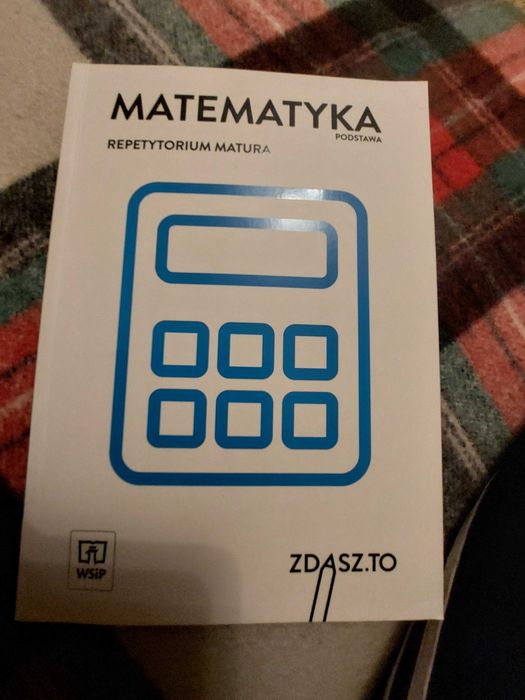 MATEMATYKA
PODSTAWA
REPETYTORIUM MATURA
WSiP
ZDASZ.TO